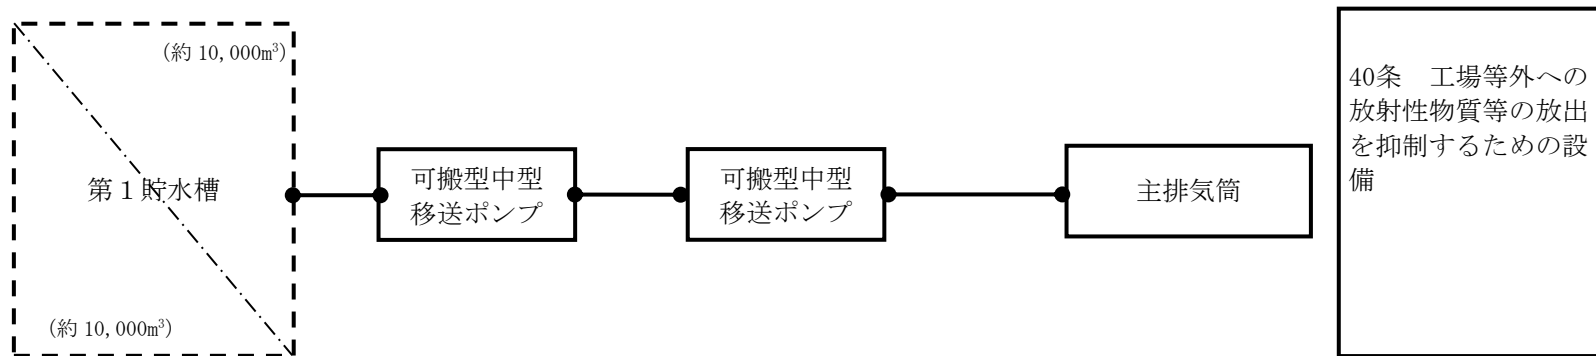 (約 10,000m³)
第１貯水槽
(約 10,000m³)
可搬型中型
移送ポンプ
可搬型中型
移送ポンプ
主排気筒
40条　工場等外への
放射性物質等の放出
を抑制するための設
備